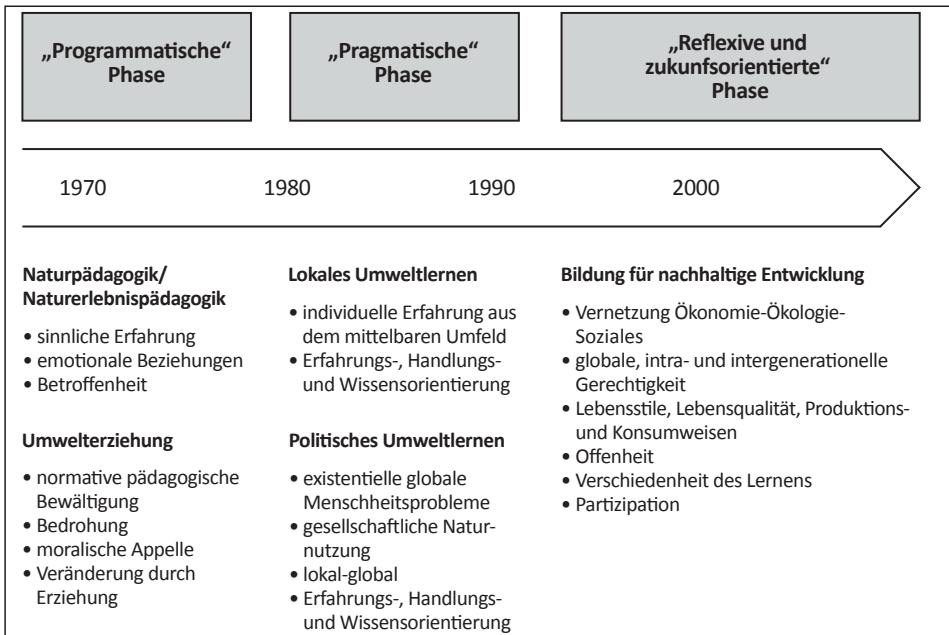 „Programmatische“
Phase
„Pragmatische“
Phase
„Reflexive und
zukunfsorientierte“
Phase
1970
1980
1990
2000
Naturpädagogik/
Naturerlebnispädagogik
• sinnliche Erfahrung
• emotionale Beziehungen
• Betroffenheit
Umwelterziehung
• normative pädagogische
Bewältigung
• Bedrohung
• moralische Appelle
• Veränderung durch
Erziehung
Lokales Umweltlernen
• individuelle Erfahrung aus
dem mittelbaren Umfeld
• Erfahrungs-, Handlungs-
und Wissensorientierung
Politisches Umweltlernen
• existentielle globale
Menschheitsprobleme
• gesellschaftliche Natur-
nutzung
• lokal-global
• Erfahrungs-, Handlungs-
und Wissensorientierung
Bildung für nachhaltige Entwicklung
• Vernetzung Ökonomie-Ökologie-
Soziales
• globale, intra- und intergenerationelle
Gerechtigkeit
• Lebensstile, Lebensqualität, Produktions-
und Konsumweisen
• Offenheit
• Verschiedenheit des Lernens
• Partizipation